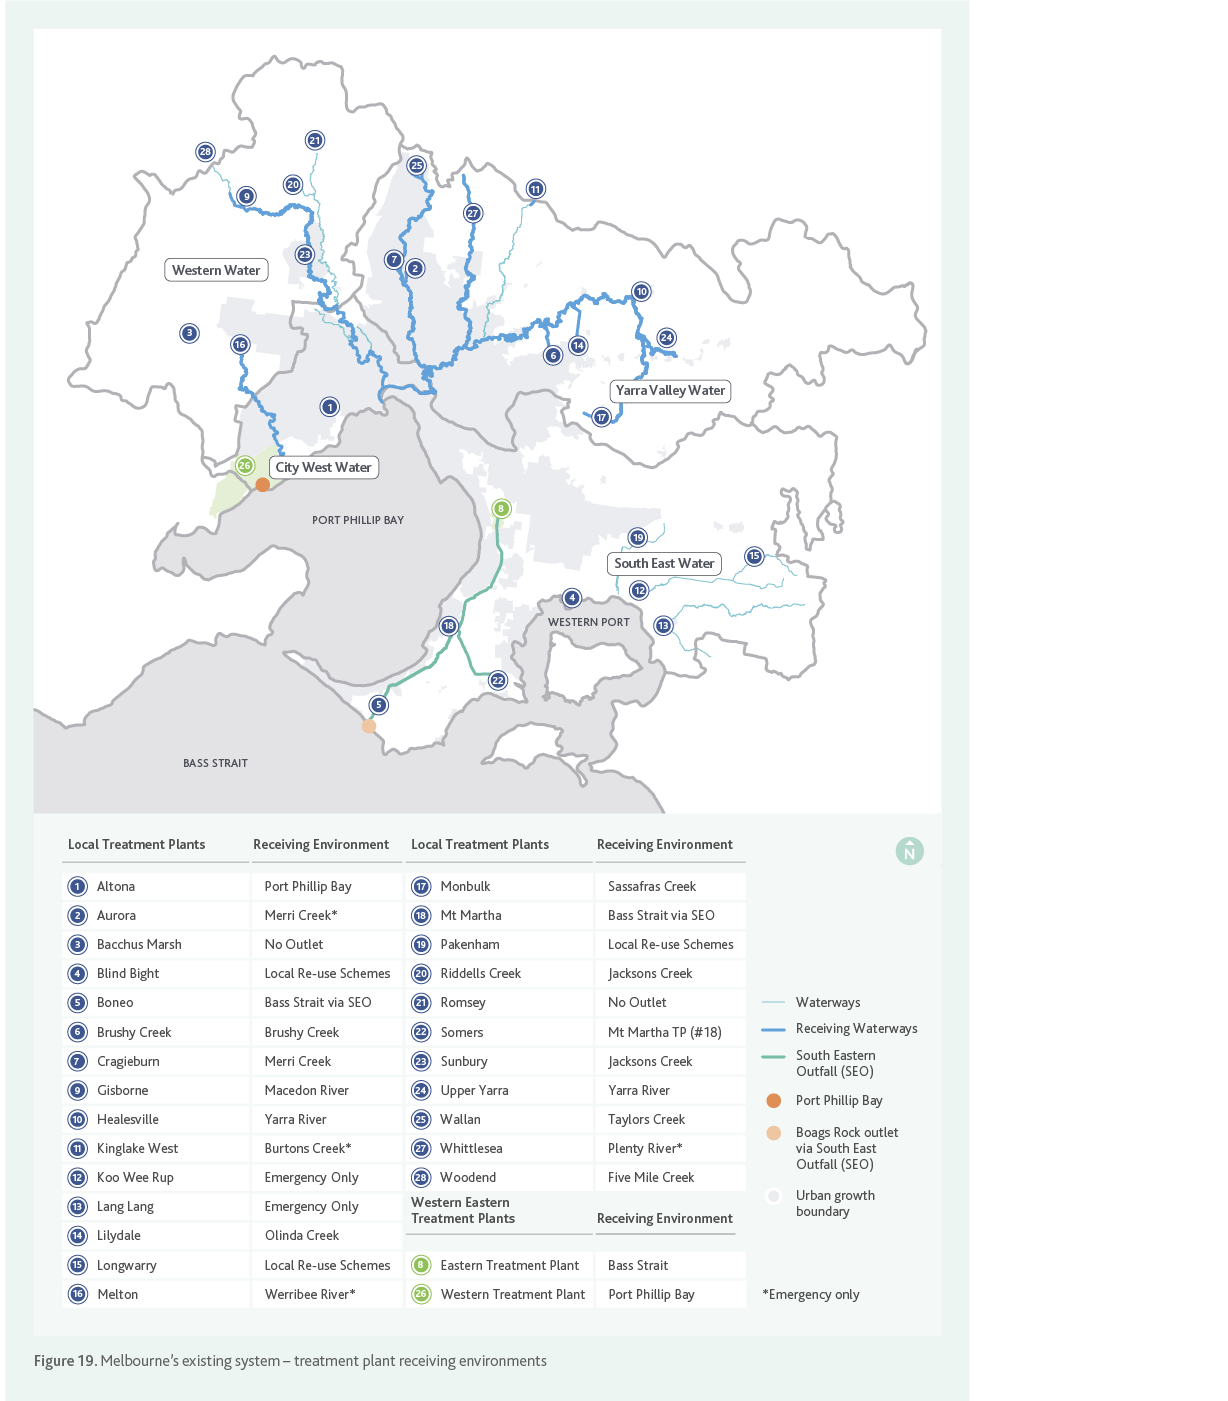 28
21
25
20
9
11
27
23
7
2
Western Water
10
3
16
24
14
6
Yarra Valley Water
1
17
26
City West Water
8
PORT PHILLIP BAY
19
15
South East Water
12
4
WESTERN PORT
18
13
22
5
BASS STRAIT
Local Treatment Plants Receiving Environment Local Treatment Plants Receiving Environment
N
1 Altona Port Phillip Bay 17 Monbulk Sassafras Creek
2 Aurora Merri Creek* 18 Mt Martha Bass Strait via SEO
3 Bacchus Marsh No Outlet 19 Pakenham Local Re-use Schemes
4 Blind Bight Local Re-use Schemes 20 Riddells Creek Jacksons Creek
5 Boneo Bass Strait via SEO 21 Romsey No Outlet
6 Brushy Creek Brushy Creek 22 Somers Mt Martha TP (#18)
7 Cragieburn Merri Creek 23 Sunbury Jacksons Creek
9 Gisborne Macedon River 24 Upper Yarra Yarra River
10 Healesville Yarra River 25 Wallan Taylors Creek
11 Kinglake West Burtons Creek* 27 Whittlesea Plenty River*
12 Koo Wee Rup Emergency Only 28 Woodend Five Mile Creek
13 Lang Lang Emergency Only
14 Lilydale Olinda Creek
15 Longwarry Local Re-use Schemes
16 Melton Werribee River*
Western Eastern
Treatment Plants Receiving Environment
8 Eastern Treatment Plant Bass Strait
26 Western Treatment Plant Port Phillip Bay
Waterways
Receiving Waterways
South Eastern
Outfall (SEO)
Port Phillip Bay
Boags Rock outlet
via South East
Outfall (SEO)
Urban growth
boundary
*Emergency only
Figure 19. Melbourne's existing system – treatment plant receiving environments